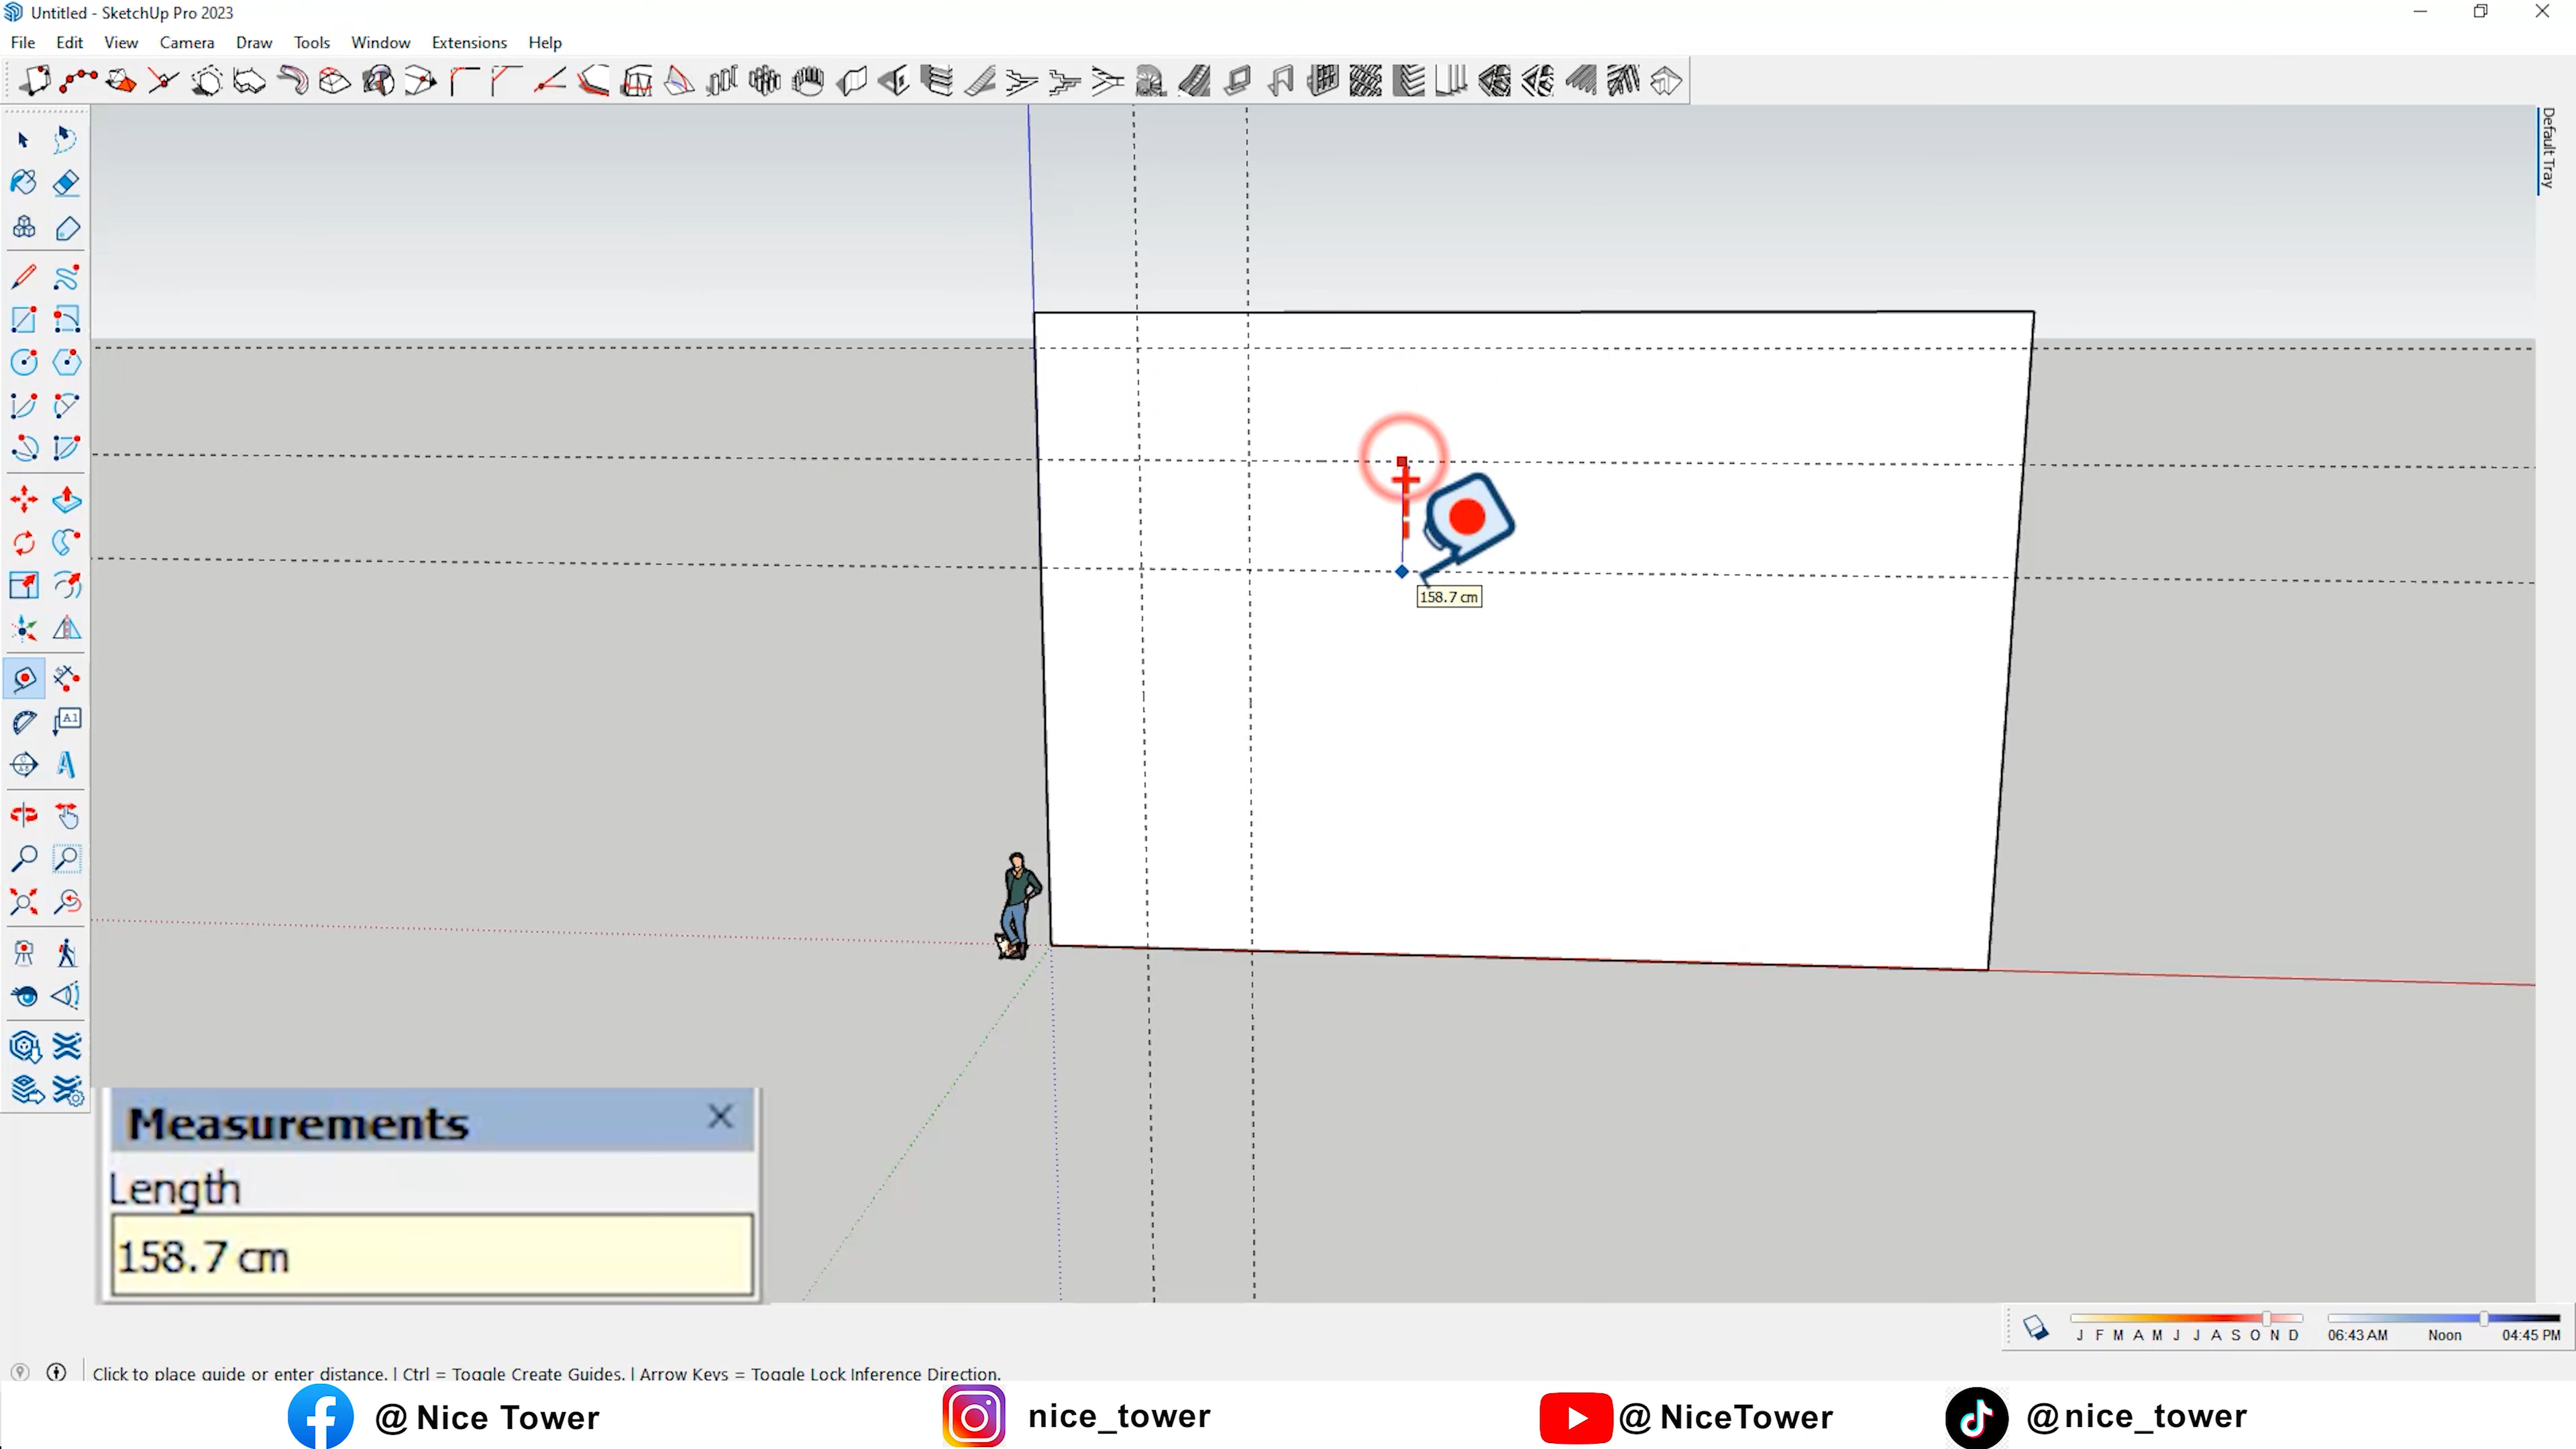 Untitled - SketchUp Pro 2023
File Edit View Camera Draw Tools Window Extensions Help
Default Tray
A1
158.7 cm
Measurements
Length
158.7 cm
J F M A M J J A S O N D
06:43 AM Noon 04:45 PM
Click to place guide or enter distance. | Ctrl = Toggle Create Guides. | Arrow Keys = Toggle Lock Inference Direction.
@ Nice Tower
nice_tower
@ NiceTower
@nice_tower